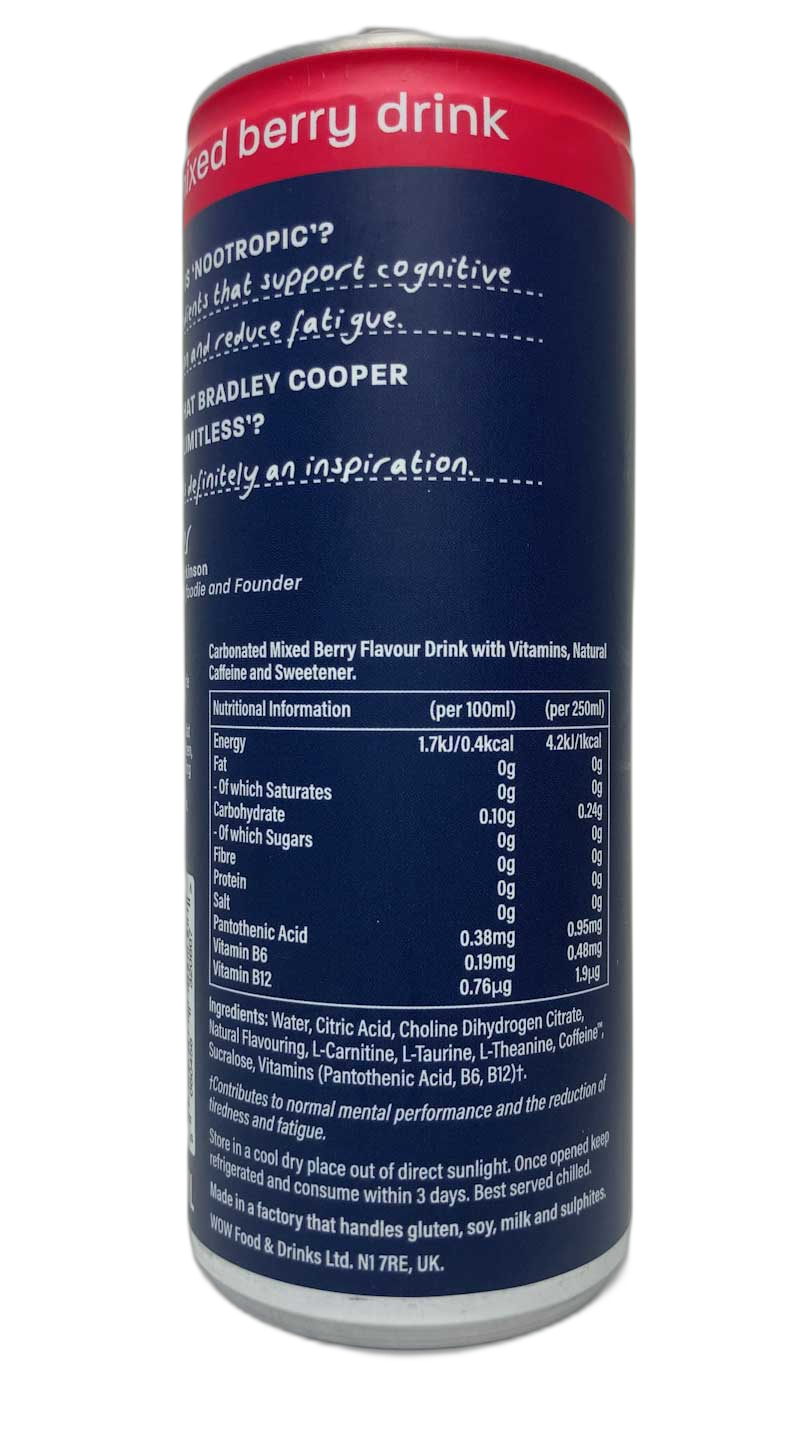 mixed berry drink
'NOOTROPIC'?
that support cognitive
and reduce fatigue.
BRADLEY COOPER
definitely an inspiration.
and Founder
Carbonated Mixed Berry Flavour Drink with Vitamins, Natural
Caffeine and Sweetener.
Nutritional Information (per 100ml) (per 250ml)
Energy 1.7kJ/0.4kcal 4.2kJ/1kcal
Fat 0g 0g
- Of which Saturates 0g 0g
Carbohydrate 0.10g 0.24g
- Of which Sugars 0g 0g
Fibre 0g 0g
Protein 0g 0g
Salt 0g 0g
Pantothenic Acid 0.38mg 0.95mg
Vitamin B6 0.19mg 0.48mg
Vitamin B12 0.76µg 1.9µg
Ingredients: Water, Citric Acid, Choline Dihydrogen Citrate,
Natural Flavouring, L-Carnitine, L-Taurine, L-Theanine, Coffeine™,
Sucralose, Vitamins (Pantothenic Acid, B6, B12)†.
†Contributes to normal mental performance and the reduction of
tiredness and fatigue.
Store in a cool dry place out of direct sunlight. Once opened keep
refrigerated and consume within 3 days. Best served chilled.
Made in a factory that handles gluten, soy, milk and sulphites.
WOW Food & Drinks Ltd. N1 7RE, UK.